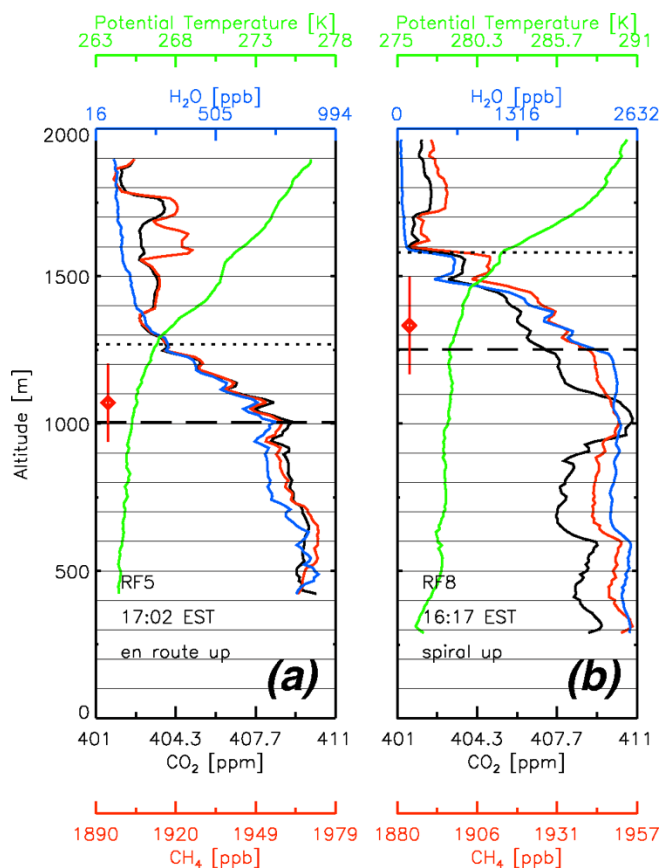 Potential Temperature [K]
263 268 273 278
H₂O [ppb]
16 505 994
Potential Temperature [K]
275 280.3 285.7 291
H₂O [ppb]
0 1316 2632
2000
1500
1000
500
0
Altitude [m]
RF5
17:02 EST
en route up
(a)
RF8
16:17 EST
spiral up
(b)
401 404.3 407.7 411
CO₂ [ppm]
401 404.3 407.7 411
CO₂ [ppm]
1890 1920 1949 1979
CH₄ [ppb]
1880 1906 1931 1957
CH₄ [ppb]